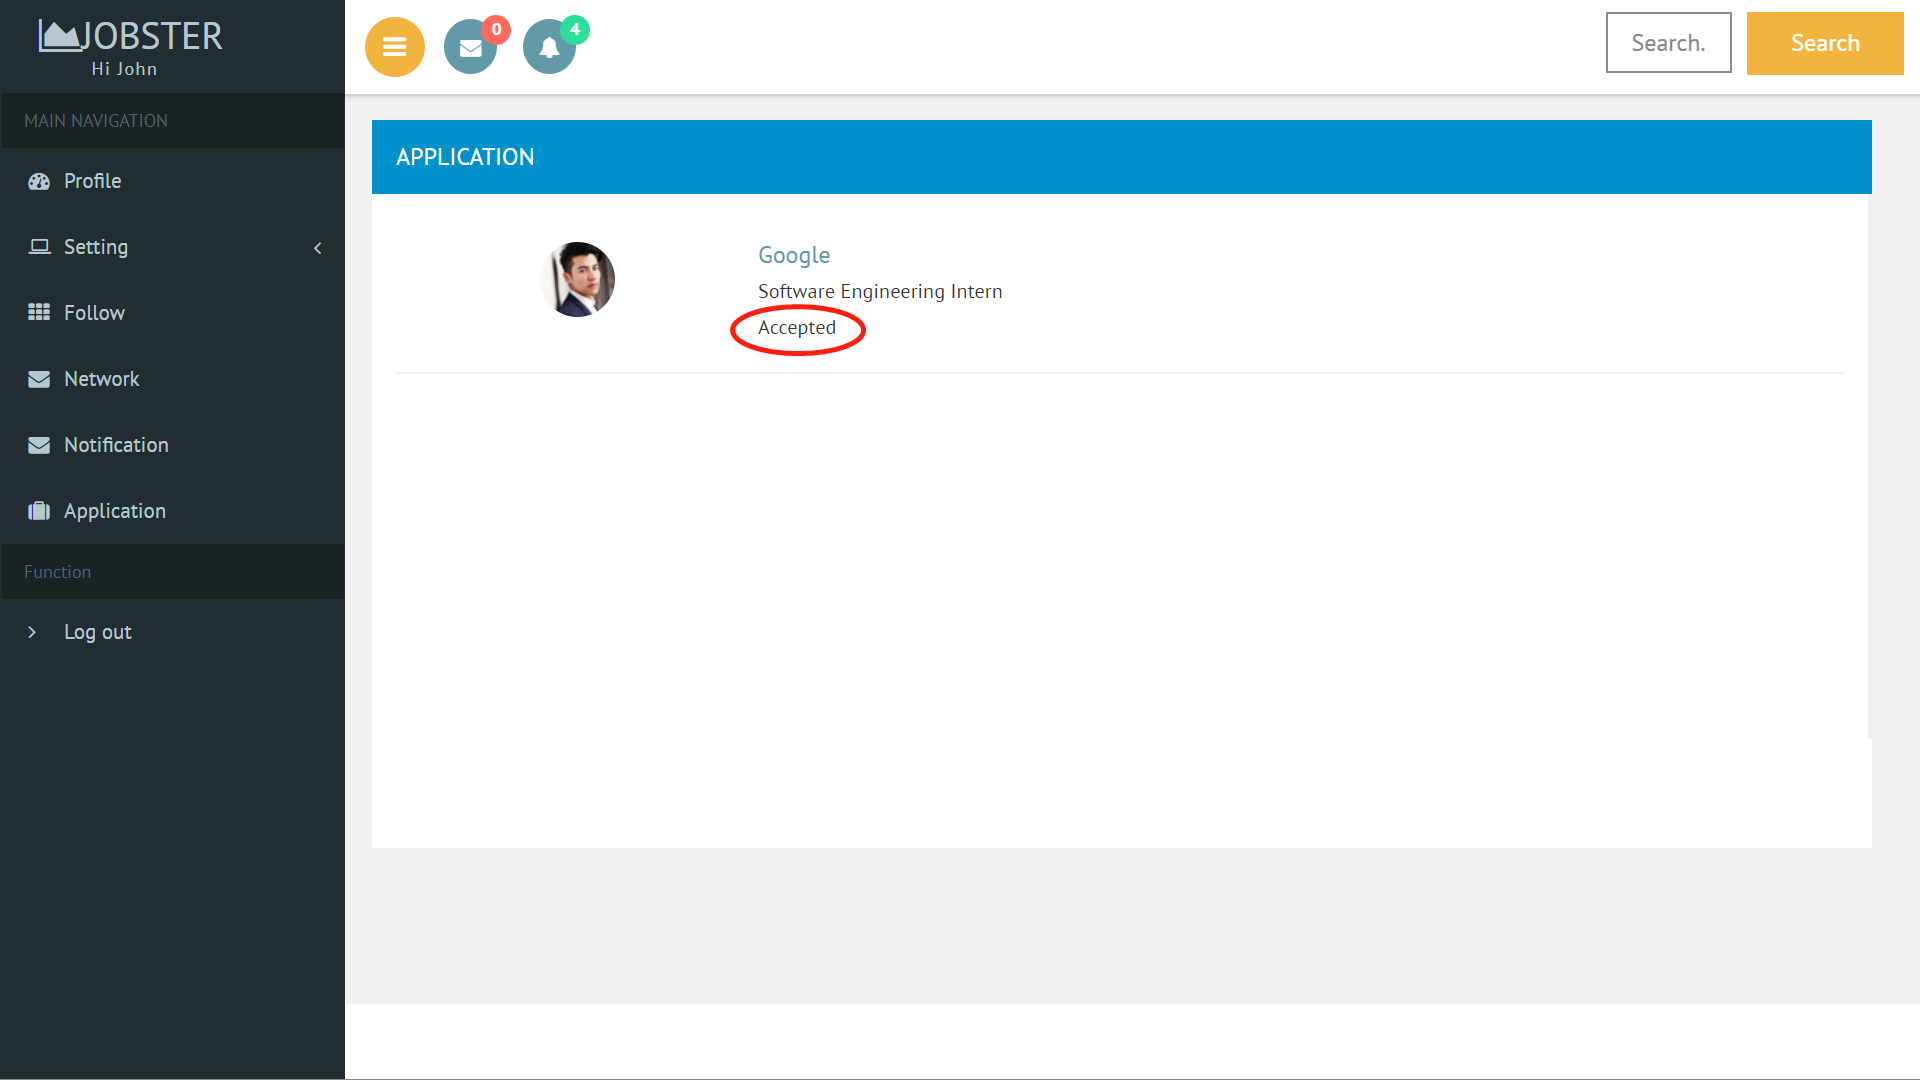 JOBSTER
Hi John
MAIN NAVIGATION
Profile
Setting
Follow
Network
Notification
Application
Function
Log out
0
4
Search.
Search
APPLICATION
Google
Software Engineering Intern
Accepted